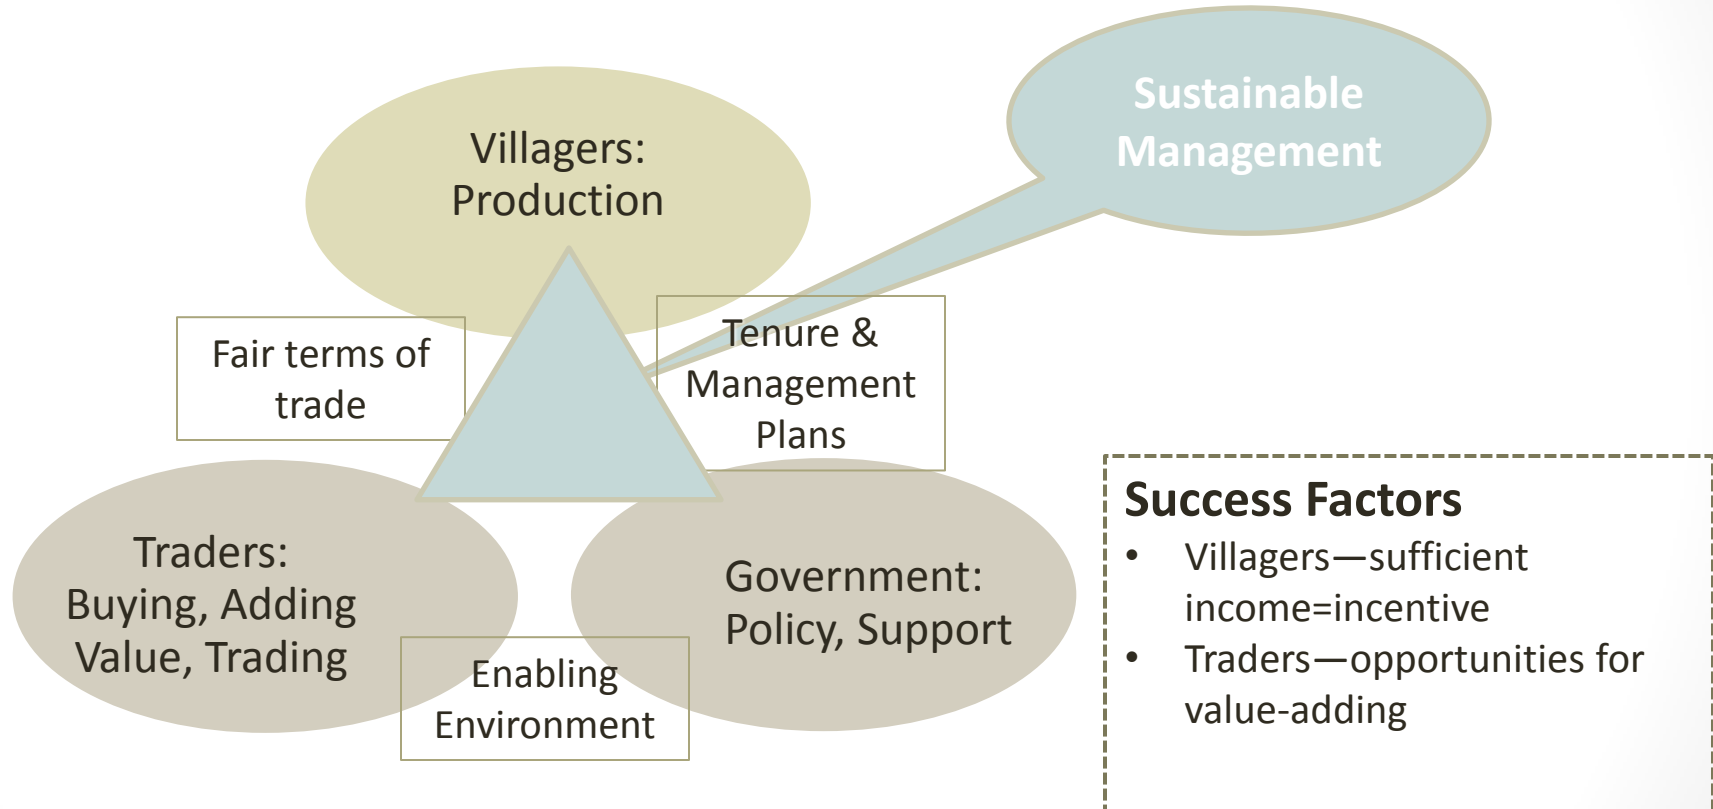 Sustainable
Management
Villagers:
Production
Fair terms of
trade
Tenure &
Management
Plans
Traders:
Buying, Adding
Value, Trading
Government:
Policy, Support
Enabling
Environment
Success Factors
• Villagers—sufficient
income=incentive
• Traders—opportunities for
value-adding